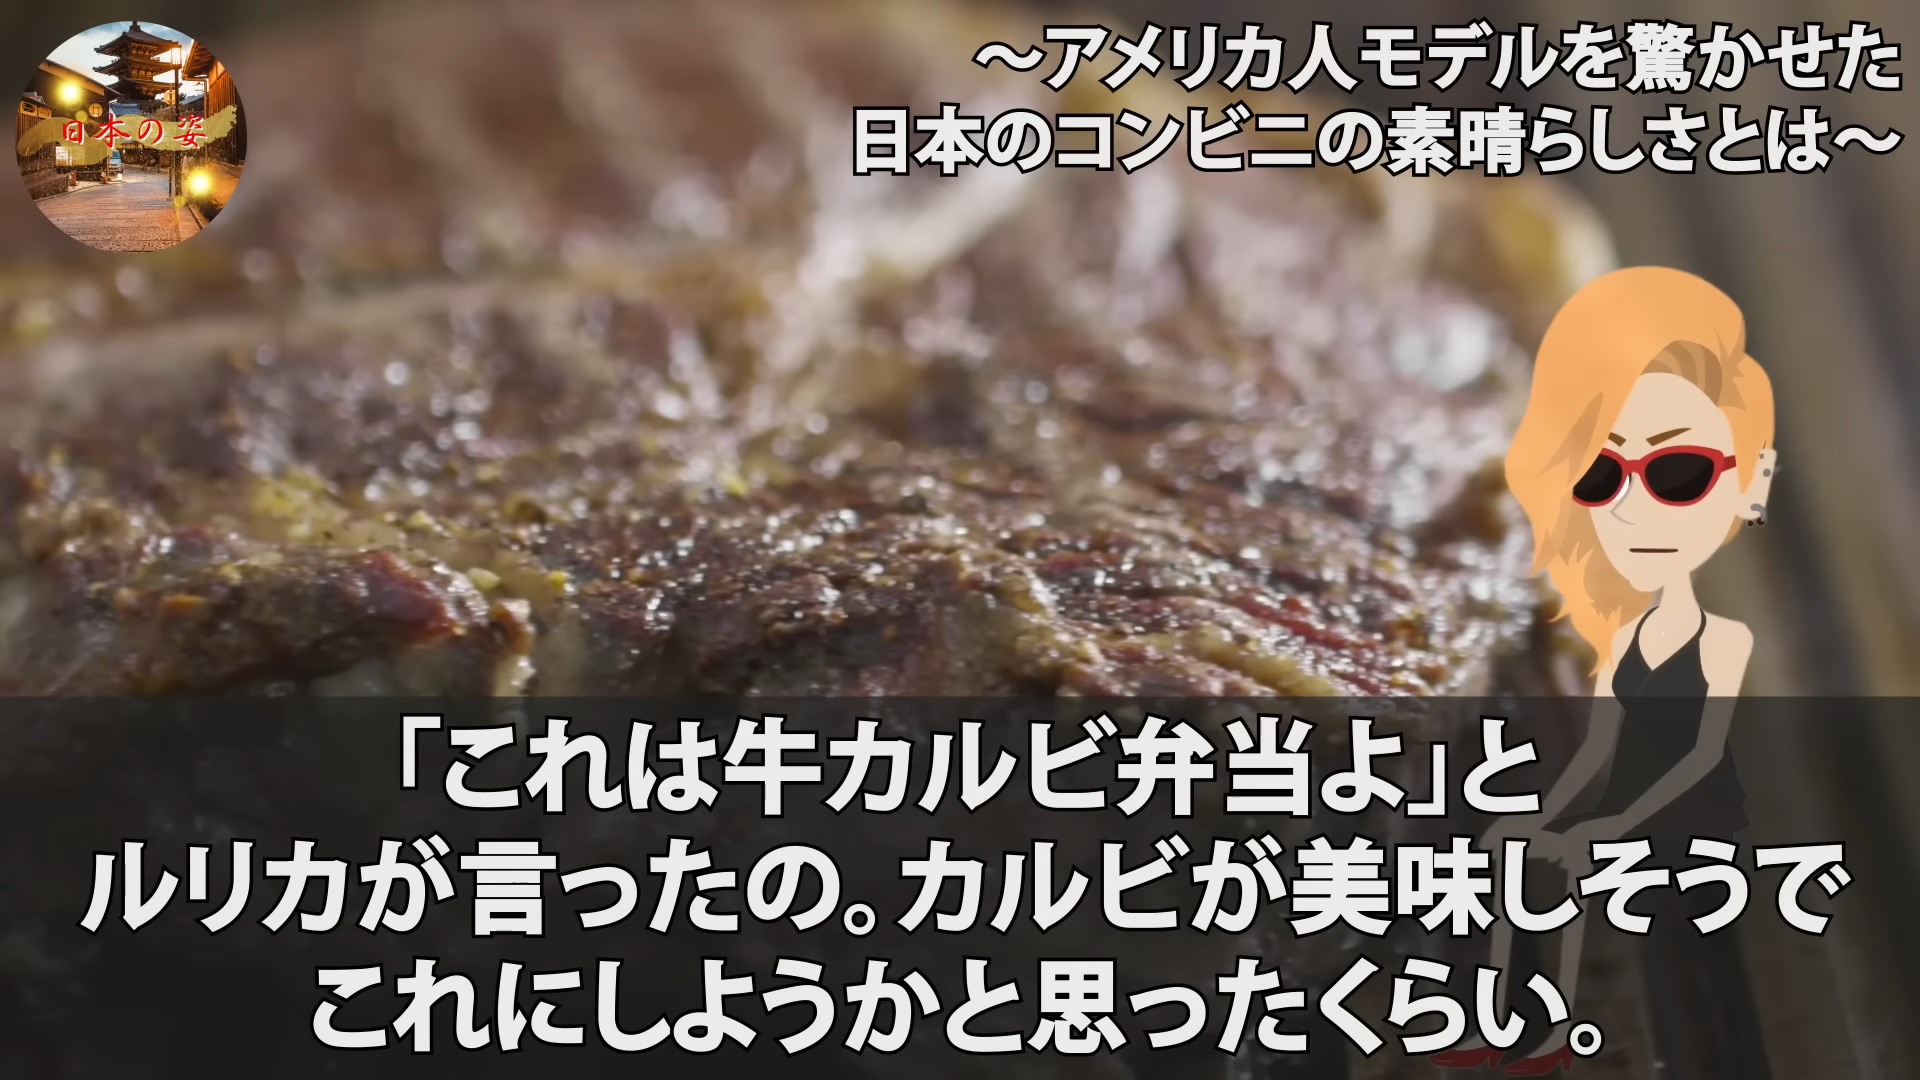 日本の姿
～アメリカ人モデルを驚かせた
日本のコンビニの素晴らしさとは～
「これは牛カルビ弁当よ」と
ルリカが言ったの。カルビが美味しそうで
これにしようかと思ったくらい。